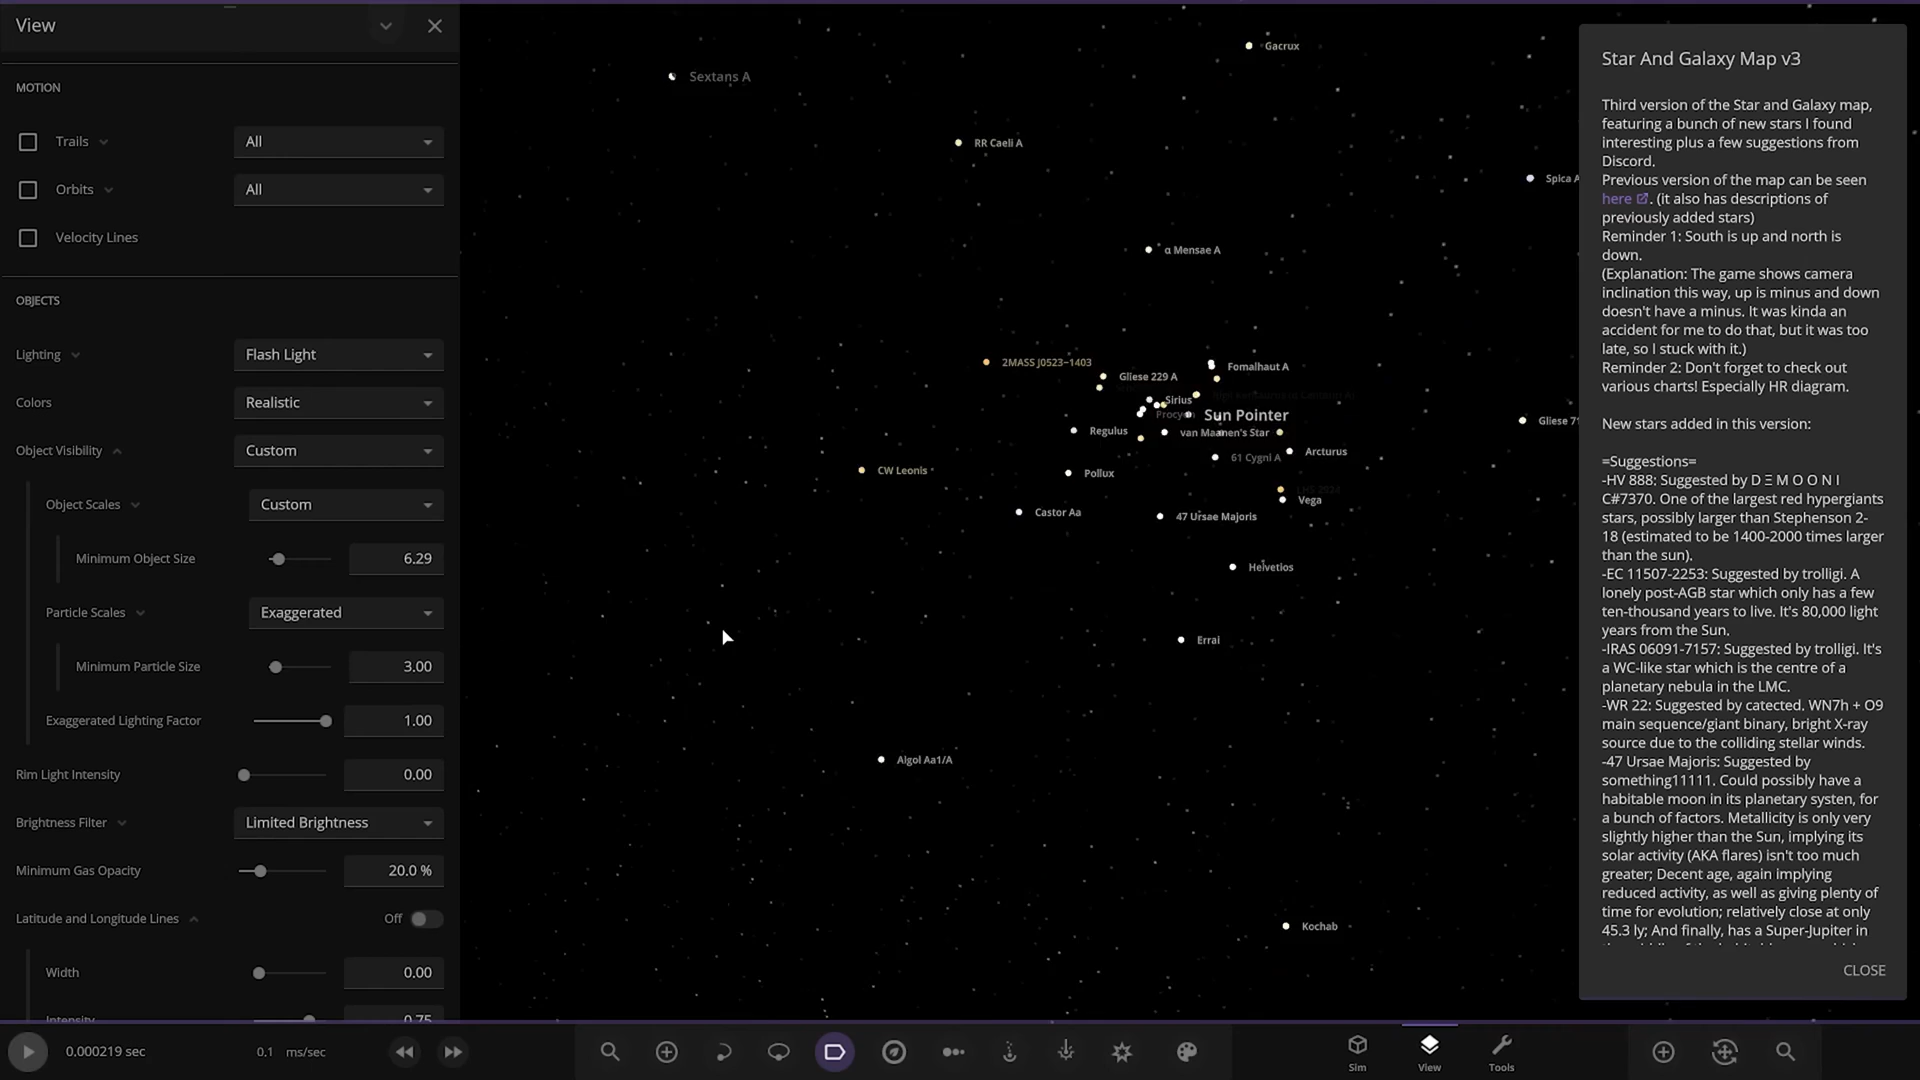 View
MOTION
Trails
All
Orbits
All
Velocity Lines
OBJECTS
Lighting
Flash Light
Colors
Realistic
Object Visibility
Custom
Object Scales
Custom
Minimum Object Size
6.29
Particle Scales
Exaggerated
Minimum Particle Size
3.00
Exaggerated Lighting Factor
1.00
Rim Light Intensity
0.00
Brightness Filter
Limited Brightness
Minimum Gas Opacity
20.0 %
Latitude and Longitude Lines
Off
Width
0.00
Intensity
0.75
Gacrux
Sextans A
RR Caeli A
Spica A
α Mensae A
2MASS J0523-1403
Fomalhaut A
Gliese 229 A
Sirius
Procyon
Sun Pointer
Gliese 71
Regulus
van Maanen's Star
61 Cygni A
Arcturus
CW Leonis
Pollux
Vega
Castor Aa
47 Ursae Majoris
Helvetios
Errai
Algol Aa1/A
Kochab
Star And Galaxy Map v3
Third version of the Star and Galaxy map,
featuring a bunch of new stars I found
interesting plus a few suggestions from
Discord.
Previous version of the map can be seen
here . (it also has descriptions of
previously added stars)
Reminder 1: South is up and north is
down.
(Explanation: The game shows camera
inclination this way, up is minus and down
doesn't have a minus. It was kinda an
accident for me to do that, but it was too
late, so I stuck with it.)
Reminder 2: Don't forget to check out
various charts! Especially HR diagram.
New stars added in this version:
=Suggestions=
-HV 888: Suggested by D Ξ M O O N I
C#7370. One of the largest red hypergiants
stars, possibly larger than Stephenson 2-
18 (estimated to be 1400-2000 times larger
than the sun).
-EC 11507-2253: Suggested by trolligi. A
lonely post-AGB star which only has a few
ten-thousand years to live. It's 80,000 light
years from the Sun.
-IRAS 06091-7157: Suggested by trolligi. It's
a WC-like star which is the centre of a
planetary nebula in the LMC.
-WR 22: Suggested by catected. WN7h + O9
main sequence/giant binary, bright X-ray
source due to the colliding stellar winds.
-47 Ursae Majoris: Suggested by
something11111. Could possibly have a
habitable moon in its planetary systen, for
a bunch of factors. Metallicity is only very
slightly higher than the Sun, implying its
solar activity (AKA flares) isn't too much
greater; Decent age, again implying
reduced activity, as well as giving plenty of
time for evolution; relatively close at only
45.3 ly; And finally, has a Super-Jupiter in
CLOSE
0.000219 sec
0.1 ms/sec
Sim
View
Tools